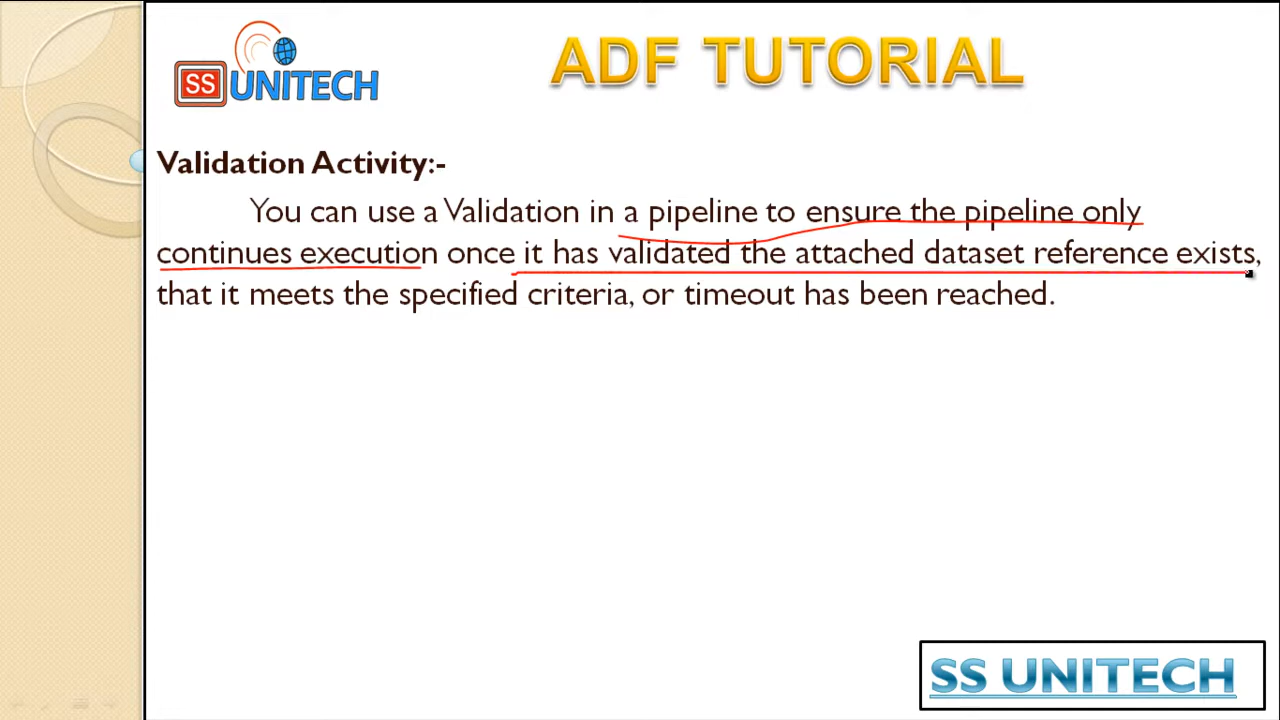 SS UNITECH
ADF TUTORIAL
Validation Activity:-
You can use a Validation in a pipeline to ensure the pipeline only
continues execution once it has validated the attached dataset reference exists,
that it meets the specified criteria, or timeout has been reached.
SS UNITECH